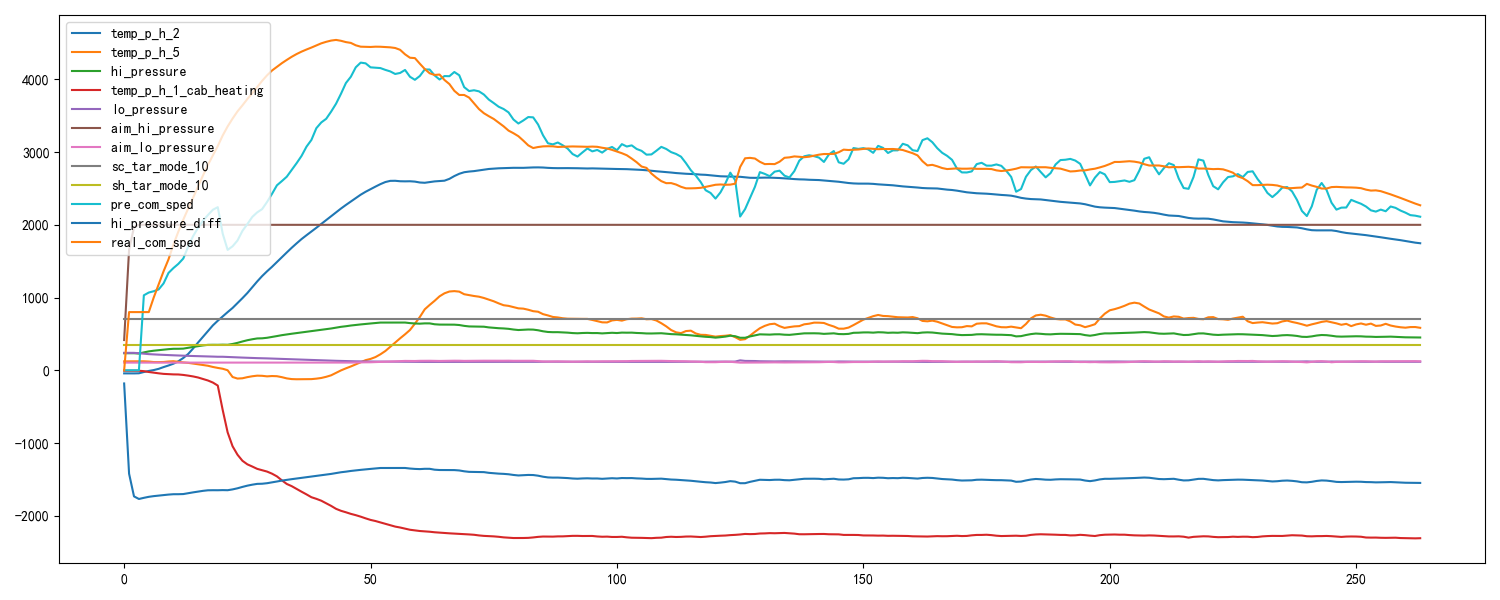 temp_p_h_2
temp_p_h_5
hi_pressure
temp_p_h_1_cab_heating
lo_pressure
aim_hi_pressure
aim_lo_pressure
sc_tar_mode_10
sh_tar_mode_10
pre_com_sped
hi_pressure_diff
real_com_sped
4000
3000
2000
1000
0
−1000
−2000
0 50 100 150 200 250